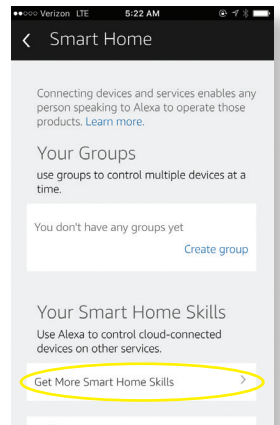 Verizon LTE 5:22 AM
Smart Home
Connecting devices and services enables any
person speaking to Alexa to operate those
products. Learn more.
Your Groups
use groups to control multiple devices at a
time.
You don't have any groups yet
Create group
Your Smart Home Skills
Use Alexa to control cloud-connected
devices on other services.
Get More Smart Home Skills